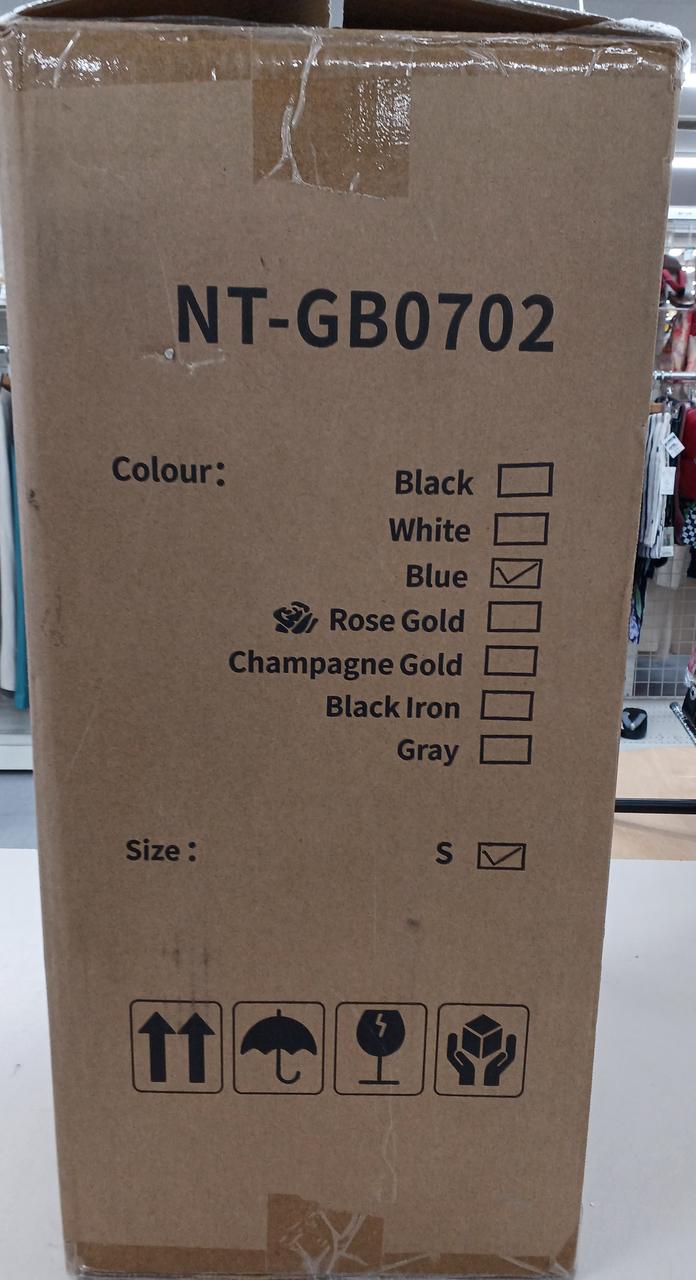 NT-GB0702
Colour:
Black
White
Blue
Rose Gold
Champagne Gold
Black Iron
Gray
Size: S